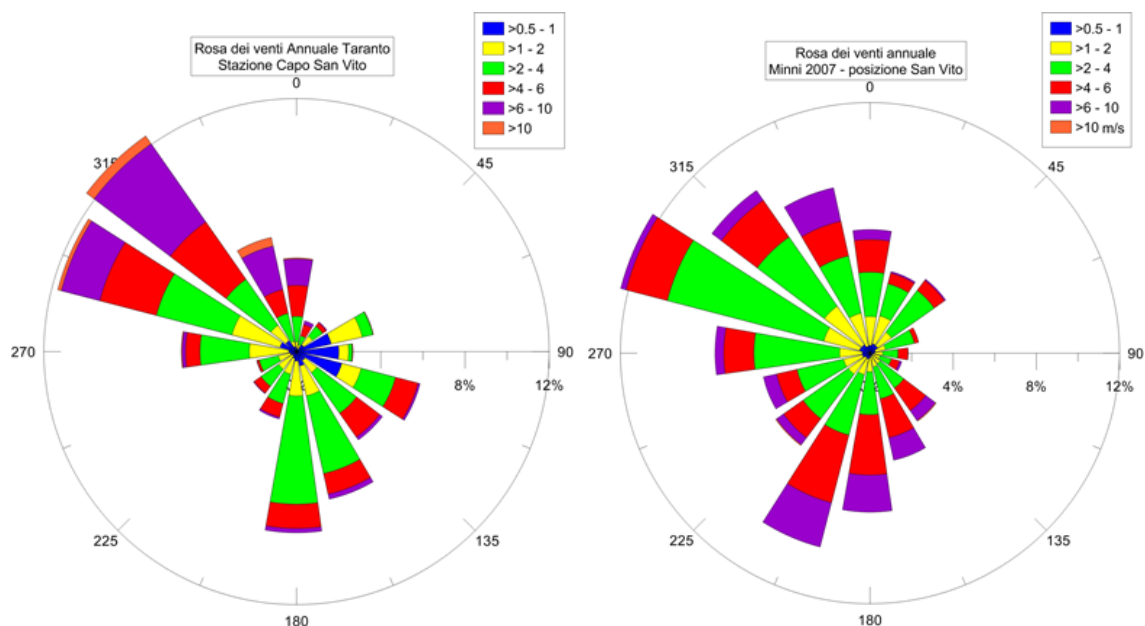 Rosa dei venti Annuale Taranto
Stazione Capo San Vito
>0.5 - 1
>1 - 2
>2 - 4
>4 - 6
>6 - 10
>10
0
45
90
135
180
225
270
315
8%
12%
Rosa dei venti annuale
Minni 2007 - posizione San Vito
>0.5 - 1
>1 - 2
>2 - 4
>4 - 6
>6 - 10
>10 m/s
0
45
90
135
180
225
270
315
4%
8%
12%